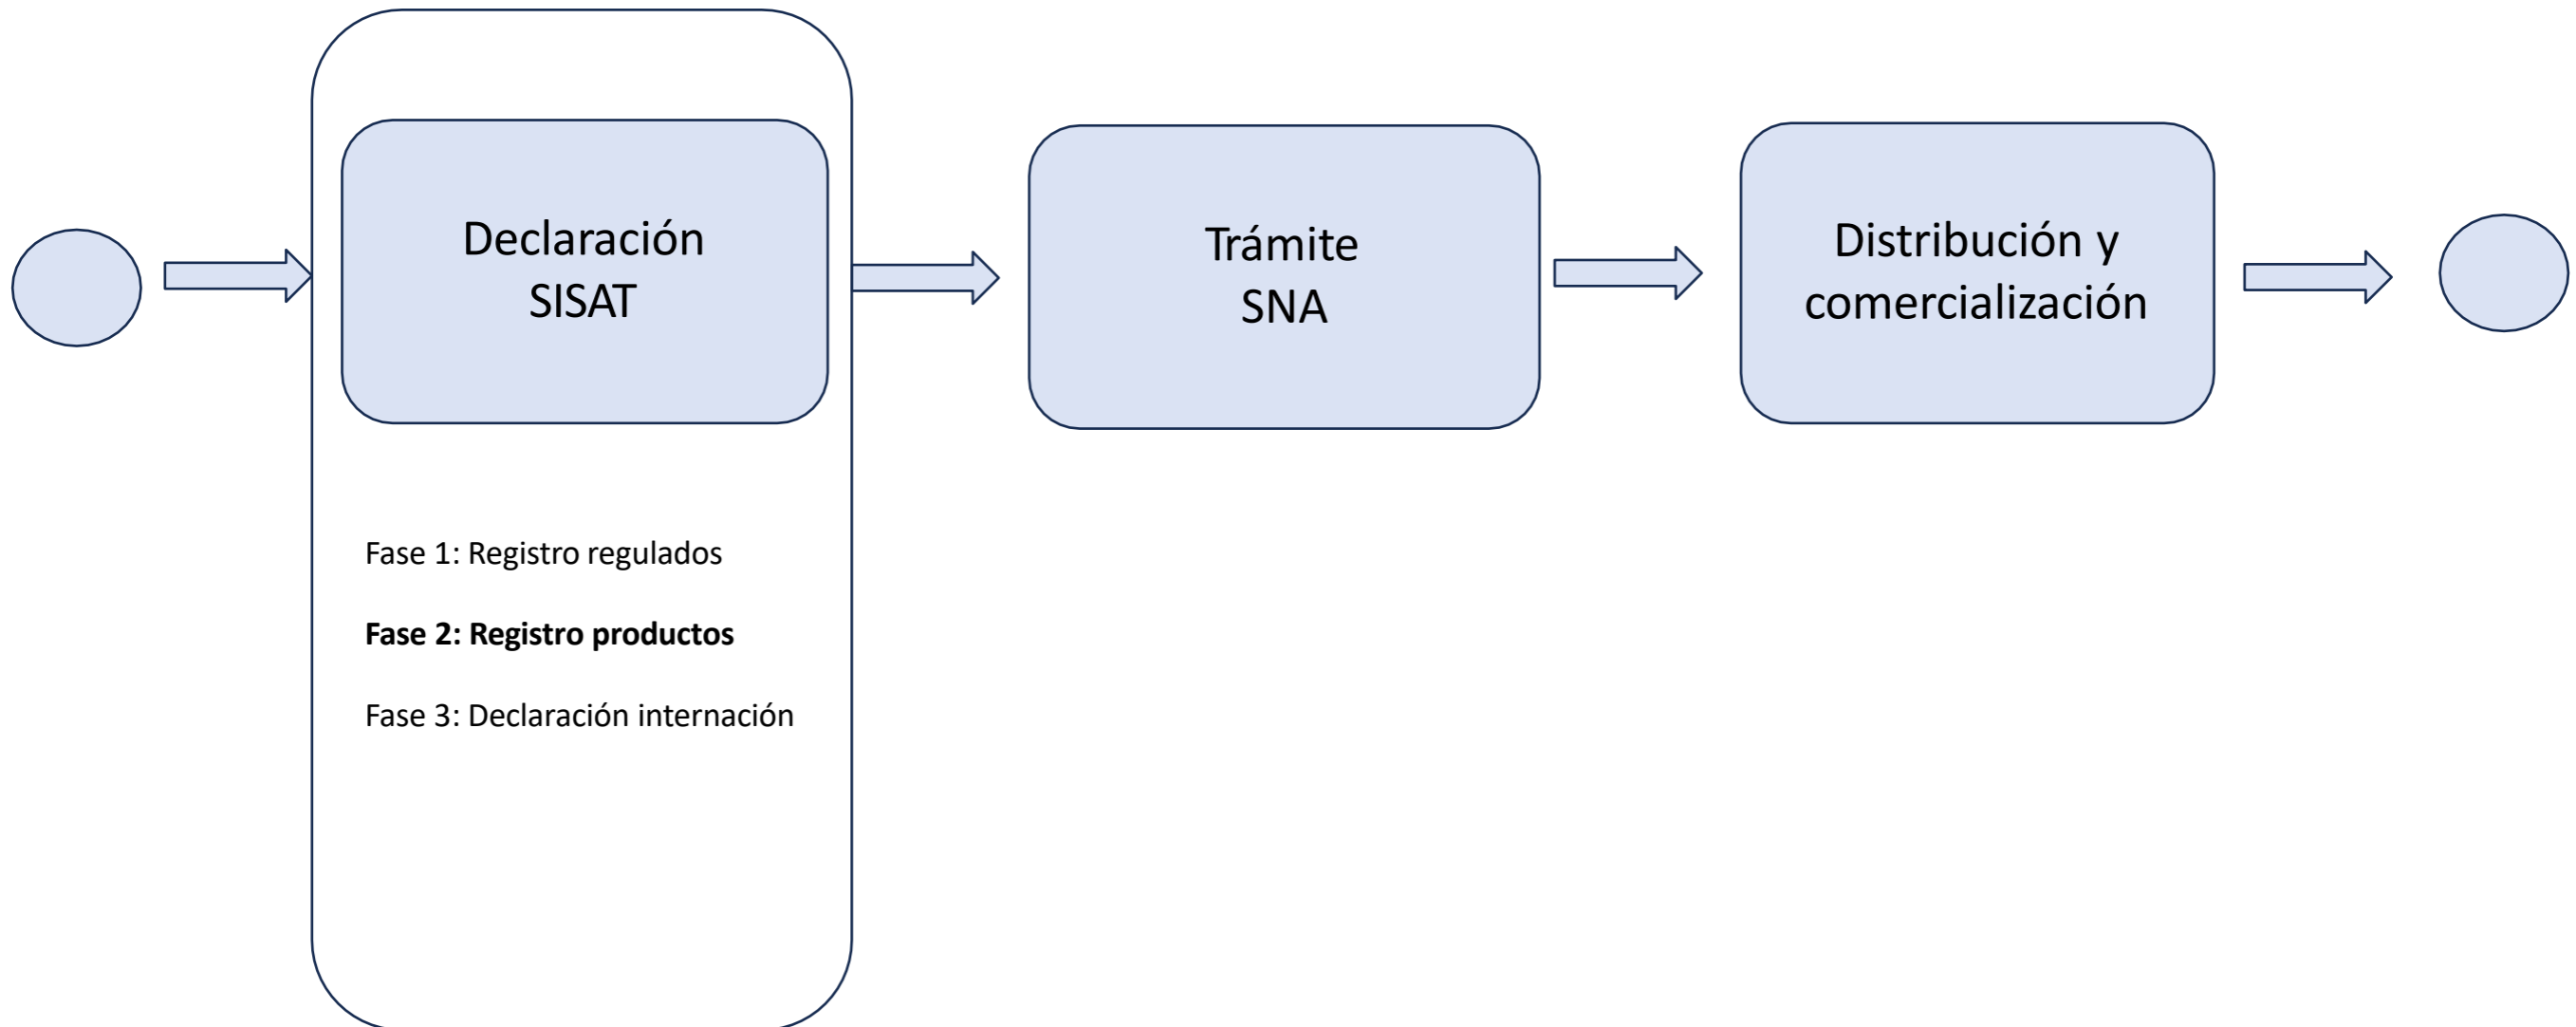 Declaración
SISAT
Fase 1: Registro regulados
Fase 2: Registro productos
Fase 3: Declaración internación
Trámite
SNA
Distribución y
comercialización